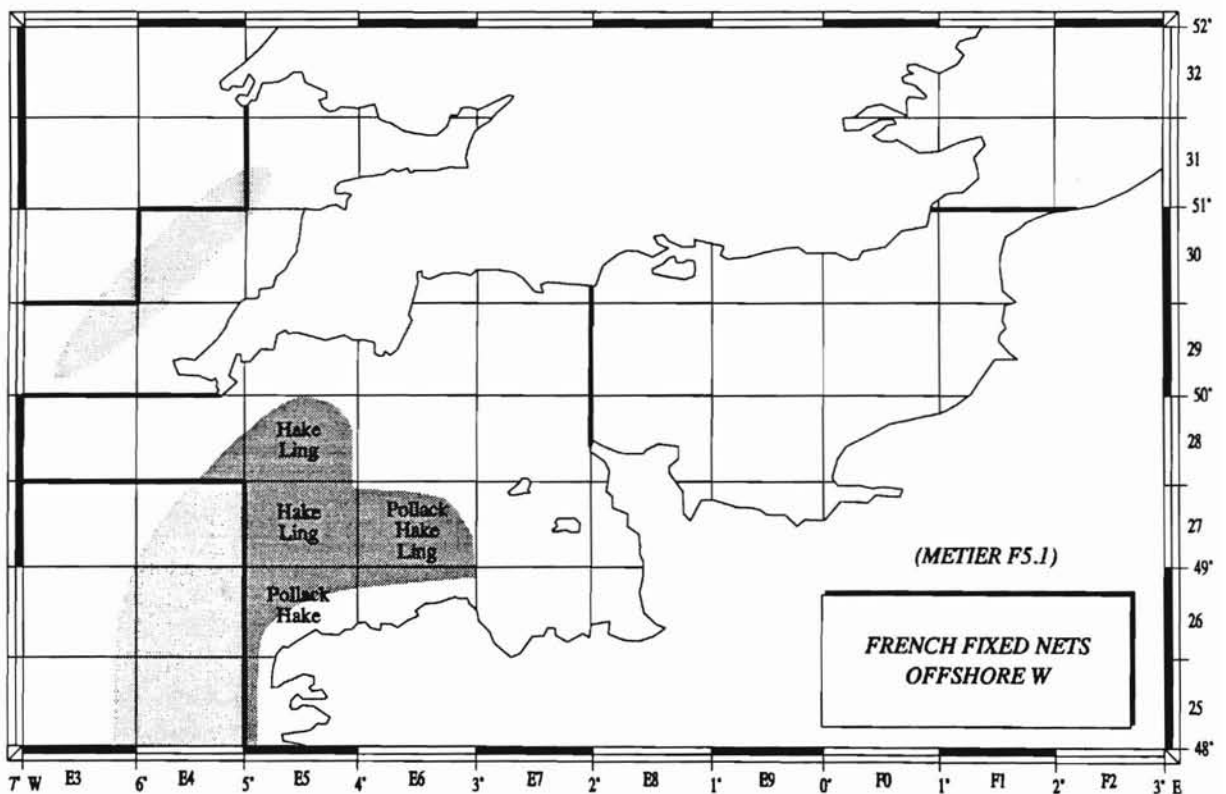 52°
32
31
51°
30
29
50°
Hake
Ling
28
Hake
Ling
Pollack
Hake
Ling
27
(METIER F5.1)
49°
Pollack
Hake
26
FRENCH FIXED NETS
OFFSHORE W
25
48°
7° W E3 6° E4 5° E5 4° E6 3° E7 2° E8 1° E9 0° F0 1° F1 2° F2 3° E